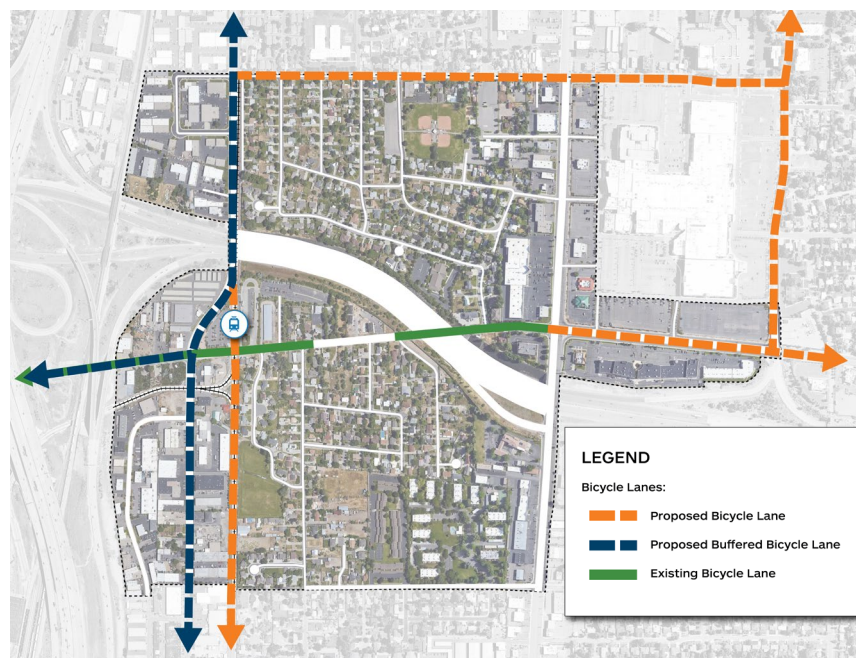 LEGEND
Bicycle Lanes:
Proposed Bicycle Lane
Proposed Buffered Bicycle Lane
Existing Bicycle Lane